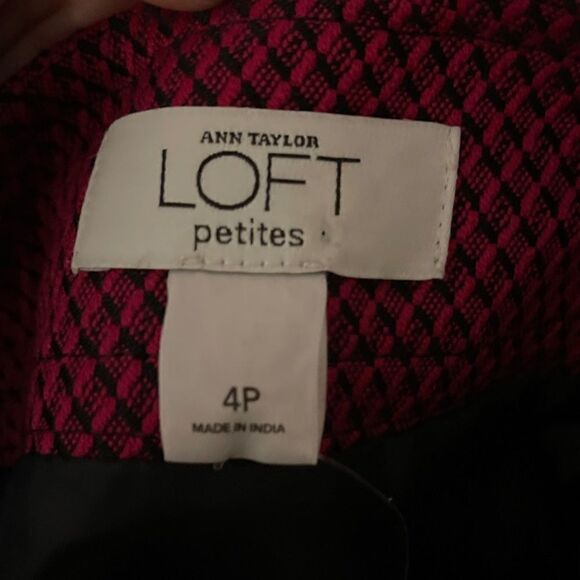 ANN TAYLOR
LOFT
petites
4P
MADE IN INDIA